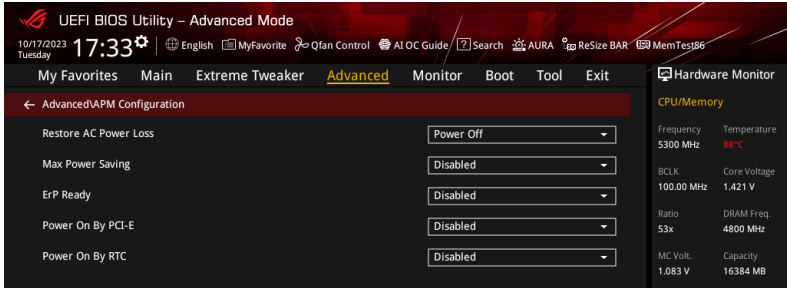 UEFI BIOS Utility – Advanced Mode
10/17/2023 Tuesday 17:33 English MyFavorite Qfan Control AI OC Guide ? Search AURA ReSize BAR MemTest86
My Favorites Main Extreme Tweaker Advanced Monitor Boot Tool Exit
← Advanced\APM Configuration
Restore AC Power Loss Power Off
Max Power Saving Disabled
ErP Ready Disabled
Power On By PCI-E Disabled
Power On By RTC Disabled
Hardware Monitor
CPU/Memory
Frequency Temperature
5300 MHz 88°C
BCLK Core Voltage
100.00 MHz 1.421 V
Ratio DRAM Freq.
53x 4800 MHz
MC Volt. Capacity
1.083 V 16384 MB